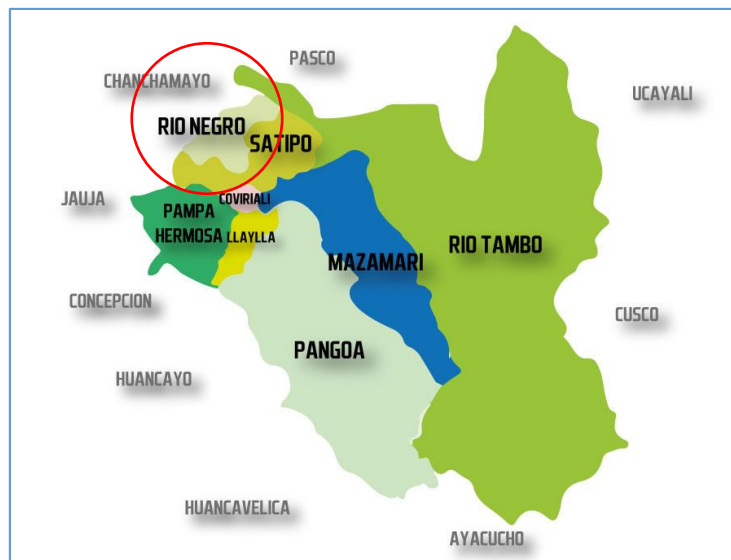 PASCO
CHANCHAMAYO
UCAYALI
RIO NEGRO
SATIPO
JAUJA
COVIRIALI
PAMPA
HERMOSA
LLAYLLA
RIO TAMBO
MAZAMARI
CONCEPCION
CUSCO
PANGOA
HUANCAYO
HUANCAVELICA
AYACUCHO